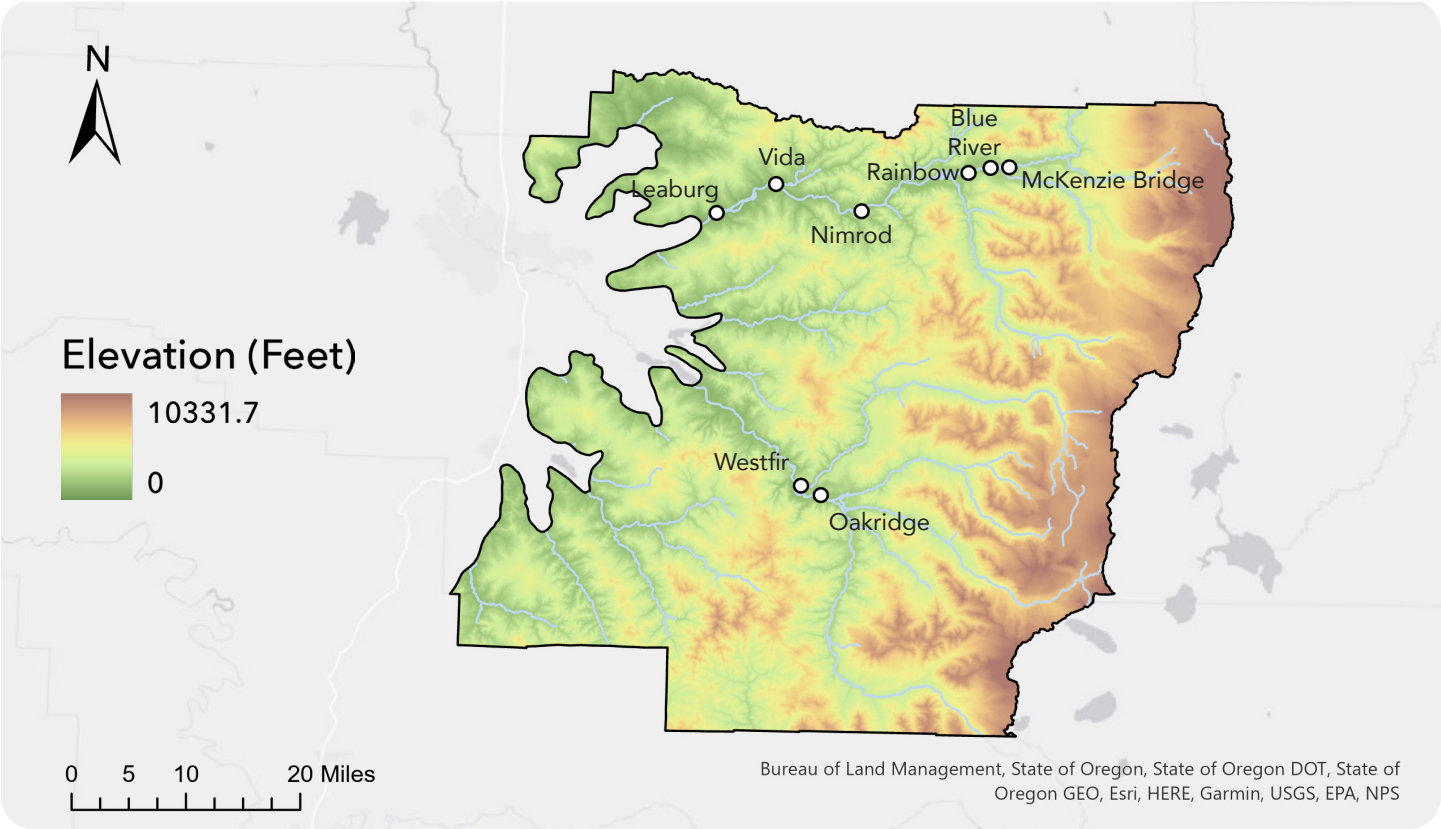 N
Blue
River
Vida
Rainbow
McKenzie Bridge
Leaburg
Nimrod
Elevation (Feet)
10331.7
0
Westfir
Oakridge
0 5 10 20 Miles
Bureau of Land Management, State of Oregon, State of Oregon DOT, State of
Oregon GEO, Esri, HERE, Garmin, USGS, EPA, NPS